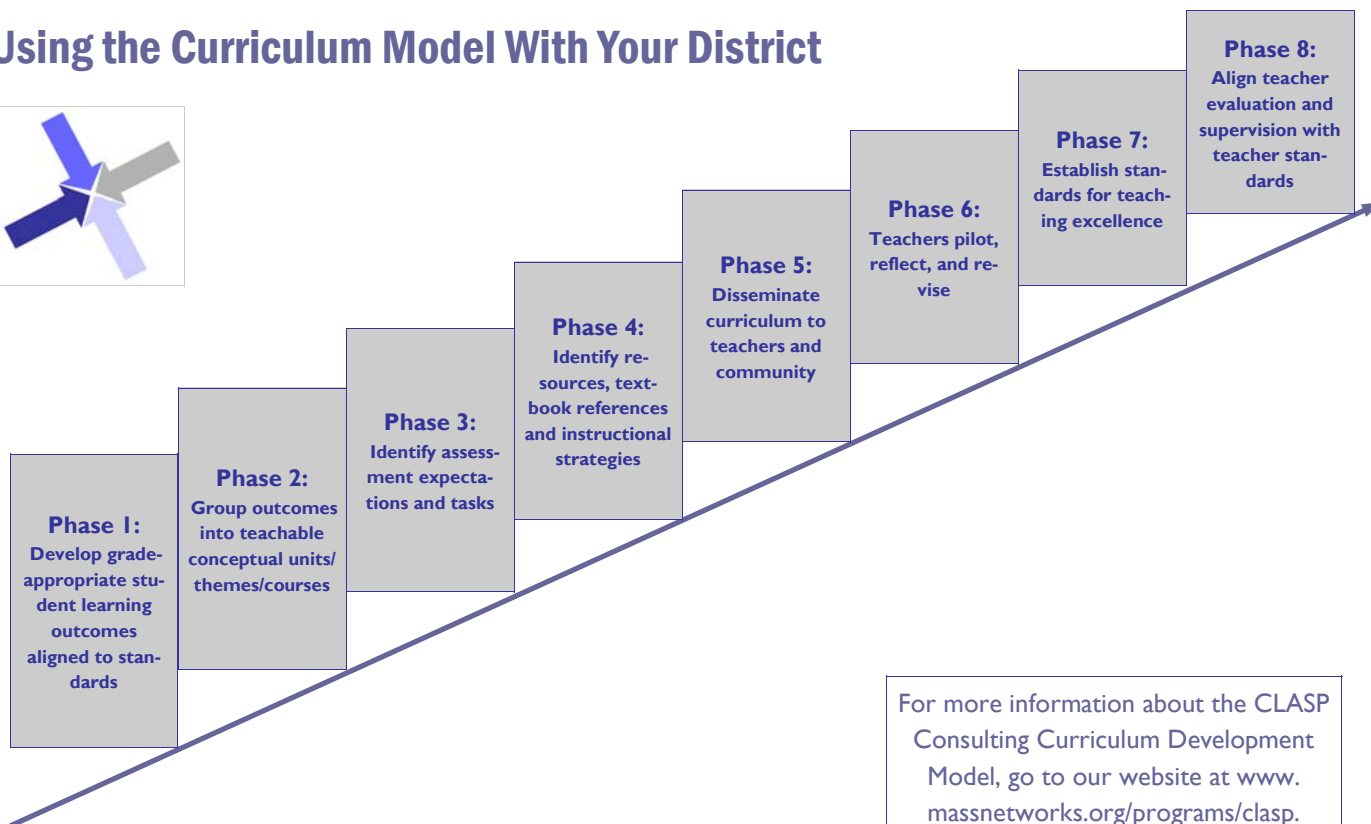 Using the Curriculum Model With Your District
Phase 1:
Develop grade-
appropriate stu-
dent learning
outcomes
aligned to stan-
dards
Phase 2:
Group outcomes
into teachable
conceptual units/
themes/courses
Phase 3:
Identify assess-
ment expecta-
tions and tasks
Phase 4:
Identify re-
sources, text-
book references
and instructional
strategies
Phase 5:
Disseminate
curriculum to
teachers and
community
Phase 6:
Teachers pilot,
reflect, and re-
vise
Phase 7:
Establish stan-
dards for teach-
ing excellence
Phase 8:
Align teacher
evaluation and
supervision with
teacher stan-
dards
For more information about the CLASP
Consulting Curriculum Development
Model, go to our website at www.
massnetworks.org/programs/clasp.